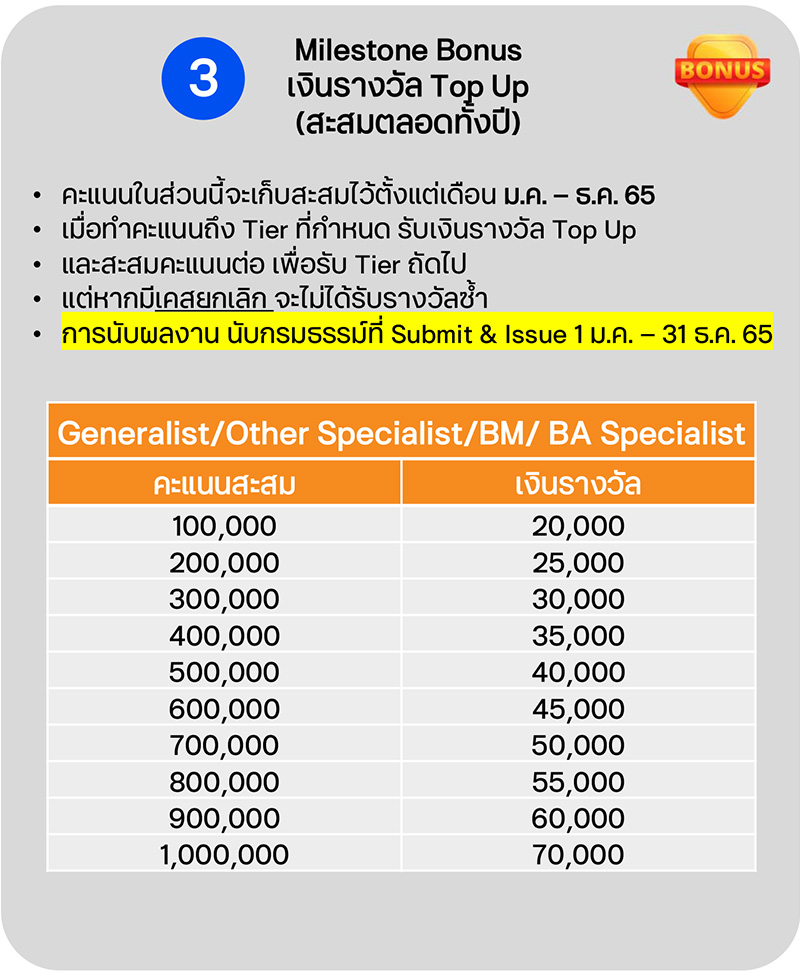 3
Milestone Bonus
เงินรางวัล Top Up
(สะสมตลอดทั้งปี)
BONUS
• คะแนนในส่วนนี้จะเก็บสะสมไว้ตั้งแต่เดือน ม.ค. – ธ.ค. 65
• เมื่อทำคะแนนถึง Tier ที่กำหนด รับเงินรางวัล Top Up
• และสะสมคะแนนต่อ เพื่อรับ Tier ถัดไป
• แต่หากมีเคสยกเลิก จะไม่ได้รับรางวัลซ้ำ
• การนับผลงาน นับกรมธรรม์ที่ Submit & Issue 1 ม.ค. – 31 ธ.ค. 65
Generalist/Other Specialist/BM/ BA Specialist
คะแนนสะสม เงินรางวัล
100,000 20,000
200,000 25,000
300,000 30,000
400,000 35,000
500,000 40,000
600,000 45,000
700,000 50,000
800,000 55,000
900,000 60,000
1,000,000 70,000